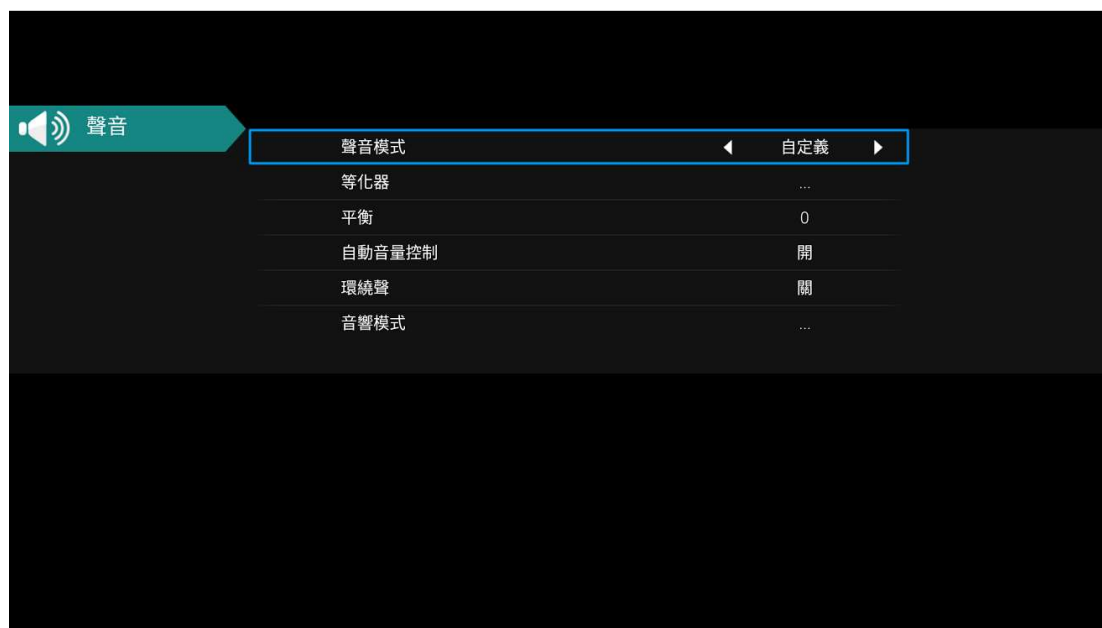 聲音
聲音模式 自定義
等化器 ...
平衡 0
自動音量控制 開
環繞聲 關
音響模式 ...